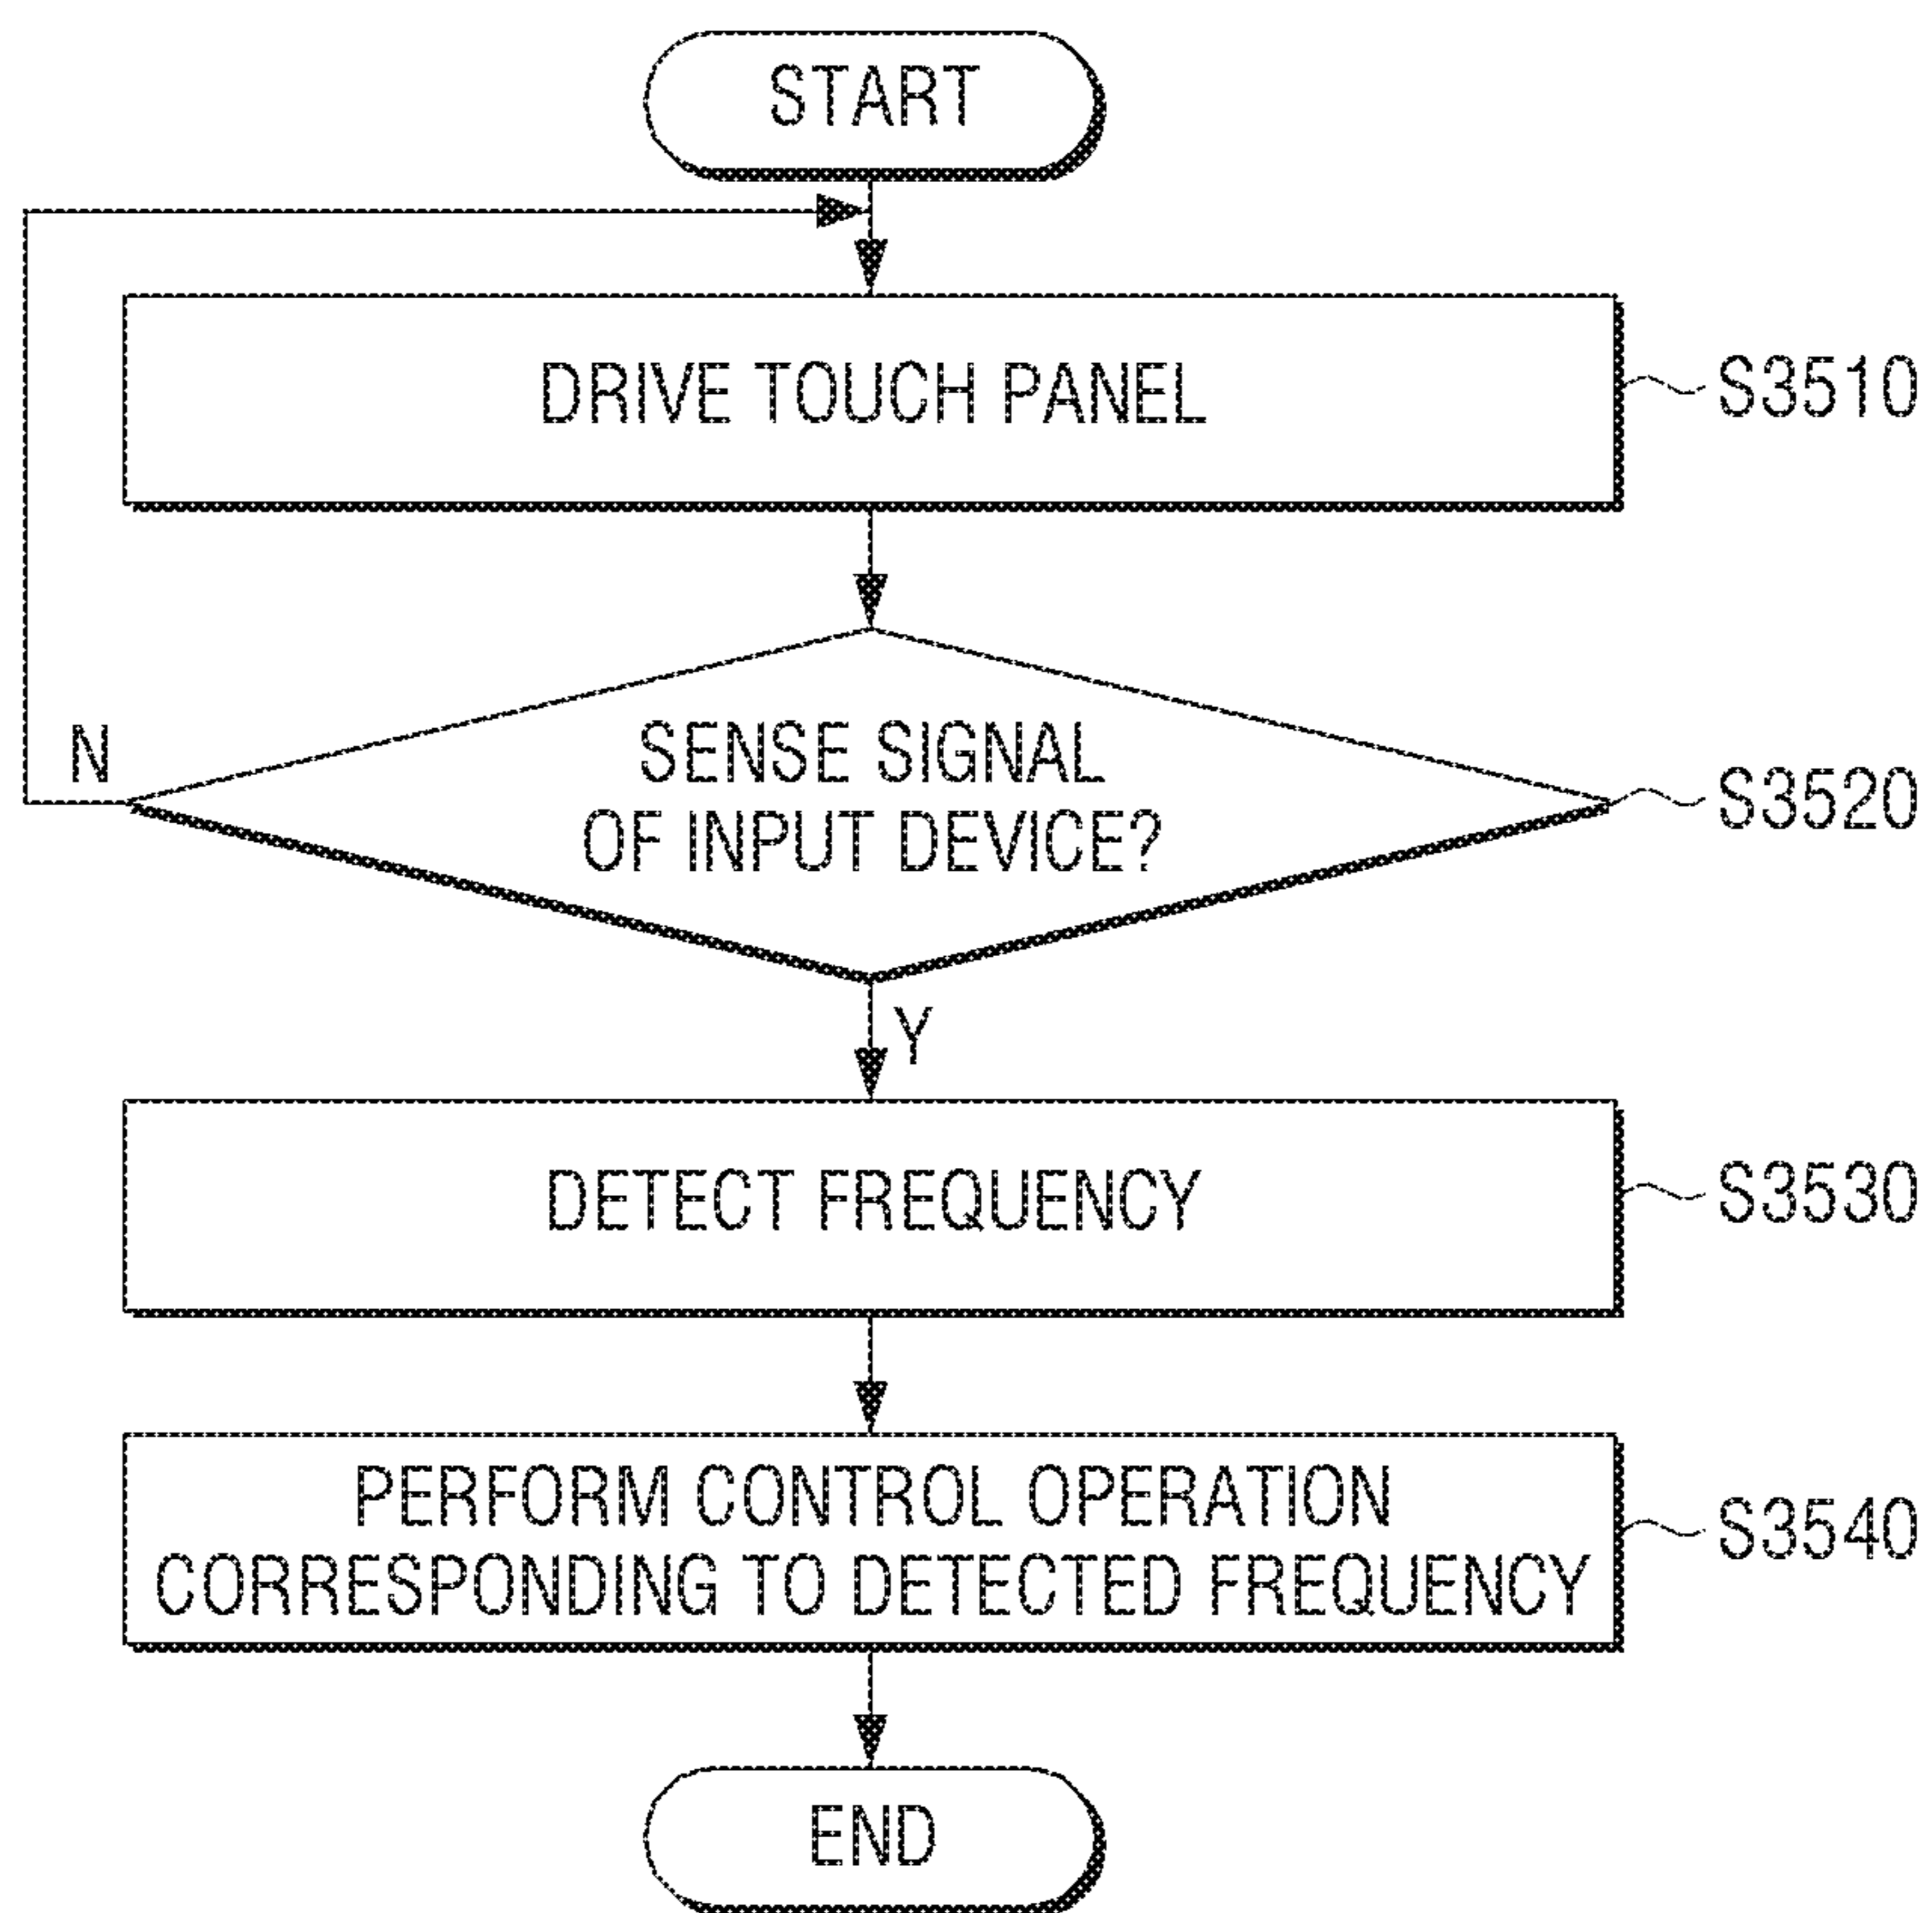 START
DRIVE TOUCH PANEL
S3510
SENSE SIGNAL
OF INPUT DEVICE?
N
S3520
Y
DETECT FREQUENCY
S3530
PERFORM CONTROL OPERATION
CORRESPONDING TO DETECTED FREQUENCY
S3540
END